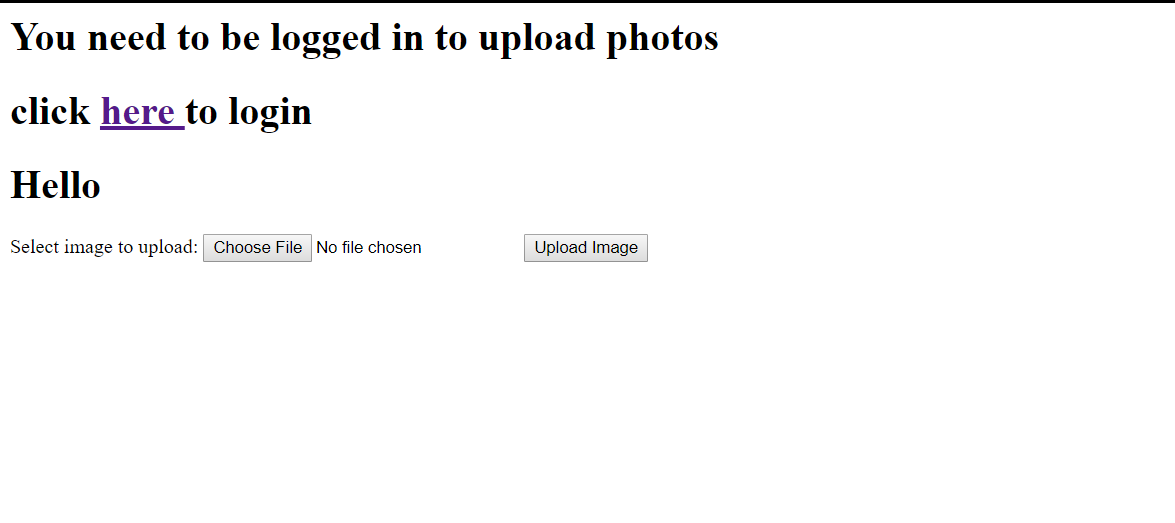 You need to be logged in to upload photos
click here to login
Hello
Select image to upload: Choose File No file chosen Upload Image